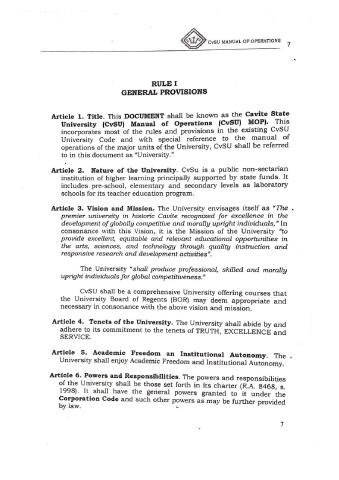 CvSU MANUAL OF OPERATIONS 7
RULE I
GENERAL PROVISIONS
Article 1. Title. This DOCUMENT shall be known as the Cavite State
University (CvSU) Manual of Operations (CvSU) MOP). This
incorporates most of the rules and provisions in the existing CvSU
University Code and with special reference to the manual of
operations of the major units of the University, CvSU shall be referred
to in this document as "University."
Article 2. Nature of the University. CvSu is a public non-sectarian
institution of higher learning principally supported by state funds. It
includes pre-school, elementary and secondary levels as laboratory
schools for its teacher education program.
Article 3. Vision and Mission. The University envisages itself as "The
premier university in historic Cavite recognized for excellence in the
development of globally competitive and morally upright individuals," In
consonance with this Vision, it is the Mission of the University "to
provide excellent, equitable and relevant educational opportunities in
the arts, sciences, and technology through quality instruction and
responsive research and development activities".
The University "shall produce professional, skilled and morally
upright individuals for global competitiveness."
CvSU shall be a comprehensive University offering courses that
the University Board of Regents (BOR) may deem appropriate and
necessary in consonance with the above vision and mission.
Article 4. Tenets of the University. The University shall abide by and
adhere to its commitment to the tenets of TRUTH, EXCELLENCE and
SERVICE.
Article 5. Academic Freedom an Institutional Autonomy. The
University shall enjoy Academic Freedom and Institutional Autonomy.
Article 6. Powers and Responsibilities. The powers and responsibilities
of the University shall be those set forth in its charter (R.A. 8468, s.
1998). It shall have the general powers granted to it under the
Corporation Code and such other powers as may be further provided
by law.
7